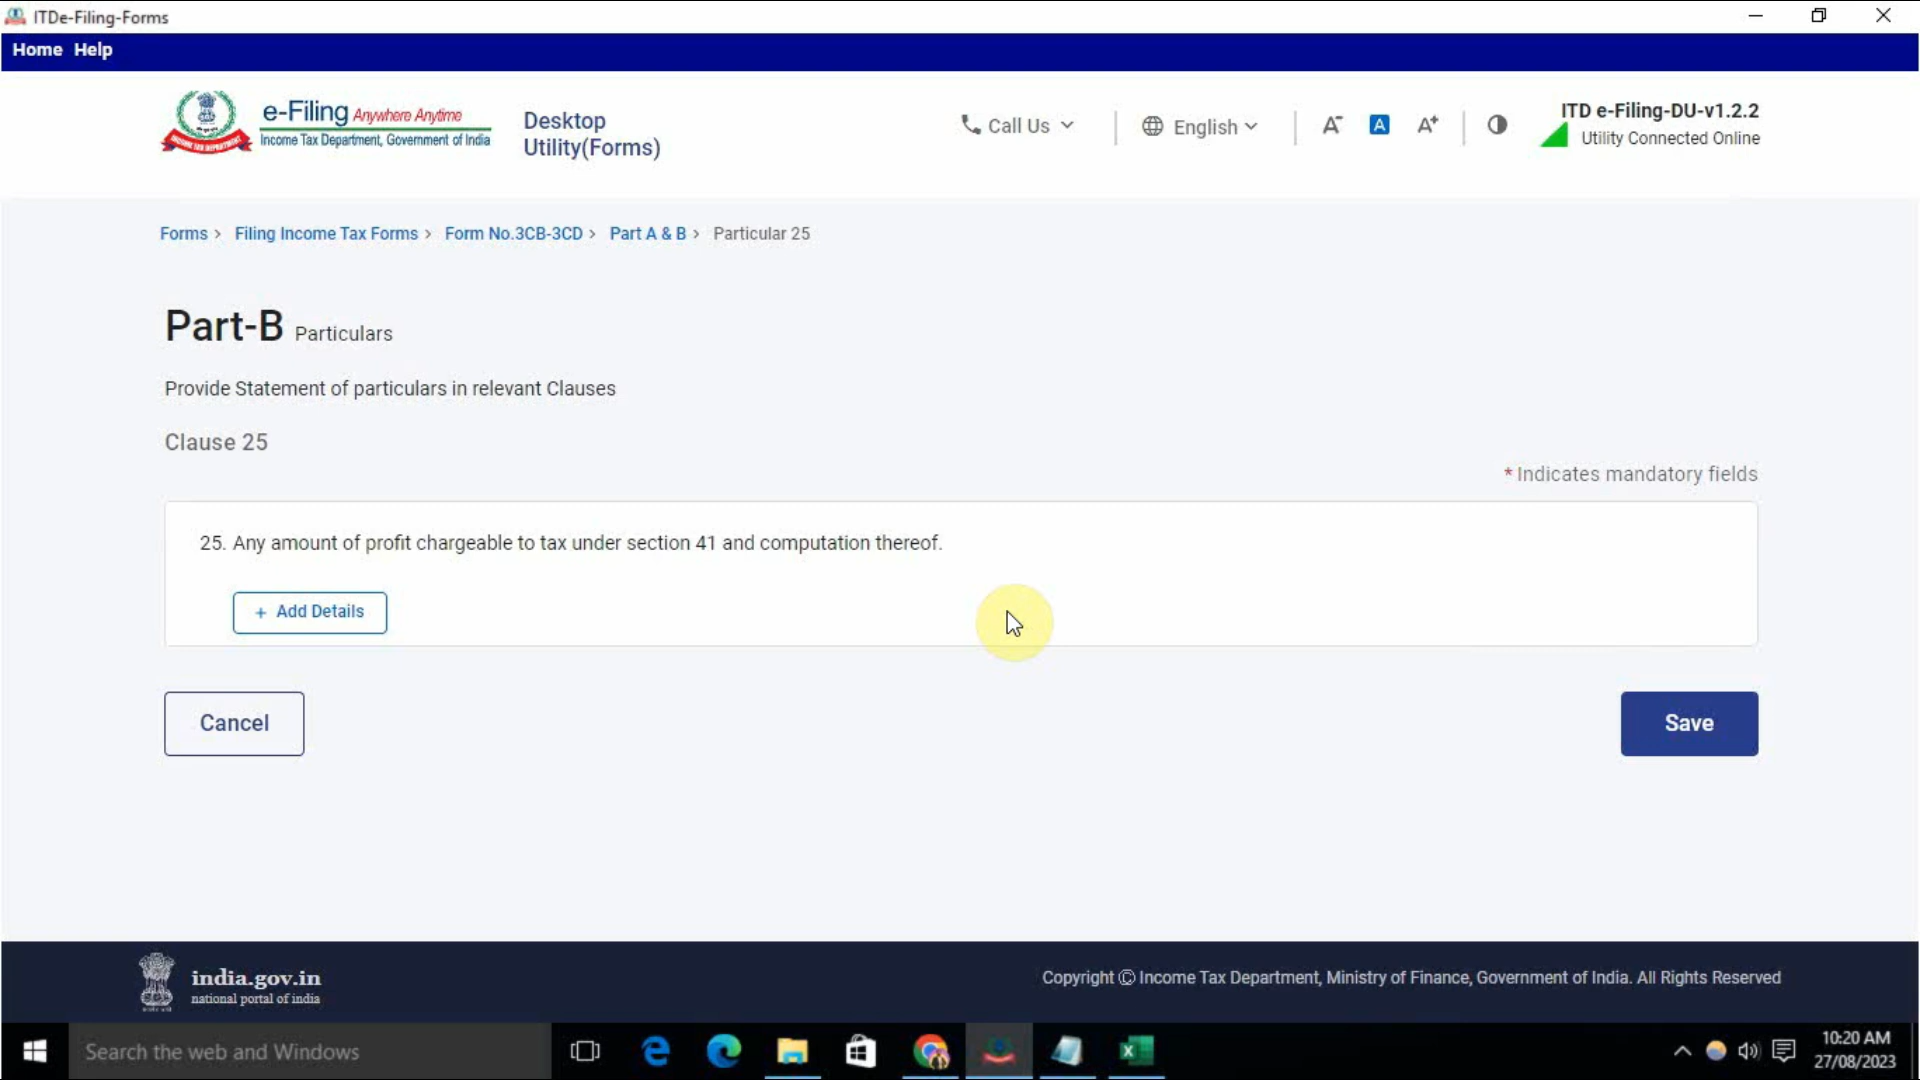 ITDe-Filing-Forms
Home Help
e-Filing Anywhere Anytime
Income Tax Department, Government of India
Desktop
Utility(Forms)
Call Us
English
A-
A
A+
ITD e-Filing-DU-v1.2.2
Utility Connected Online
Forms > Filing Income Tax Forms > Form No.3CB-3CD > Part A & B > Particular 25
Part-B Particulars
Provide Statement of particulars in relevant Clauses
Clause 25
* Indicates mandatory fields
25. Any amount of profit chargeable to tax under section 41 and computation thereof.
+ Add Details
Cancel
Save
india.gov.in
national portal of india
Copyright © Income Tax Department, Ministry of Finance, Government of India. All Rights Reserved
Search the web and Windows
10:20 AM
27/08/2023